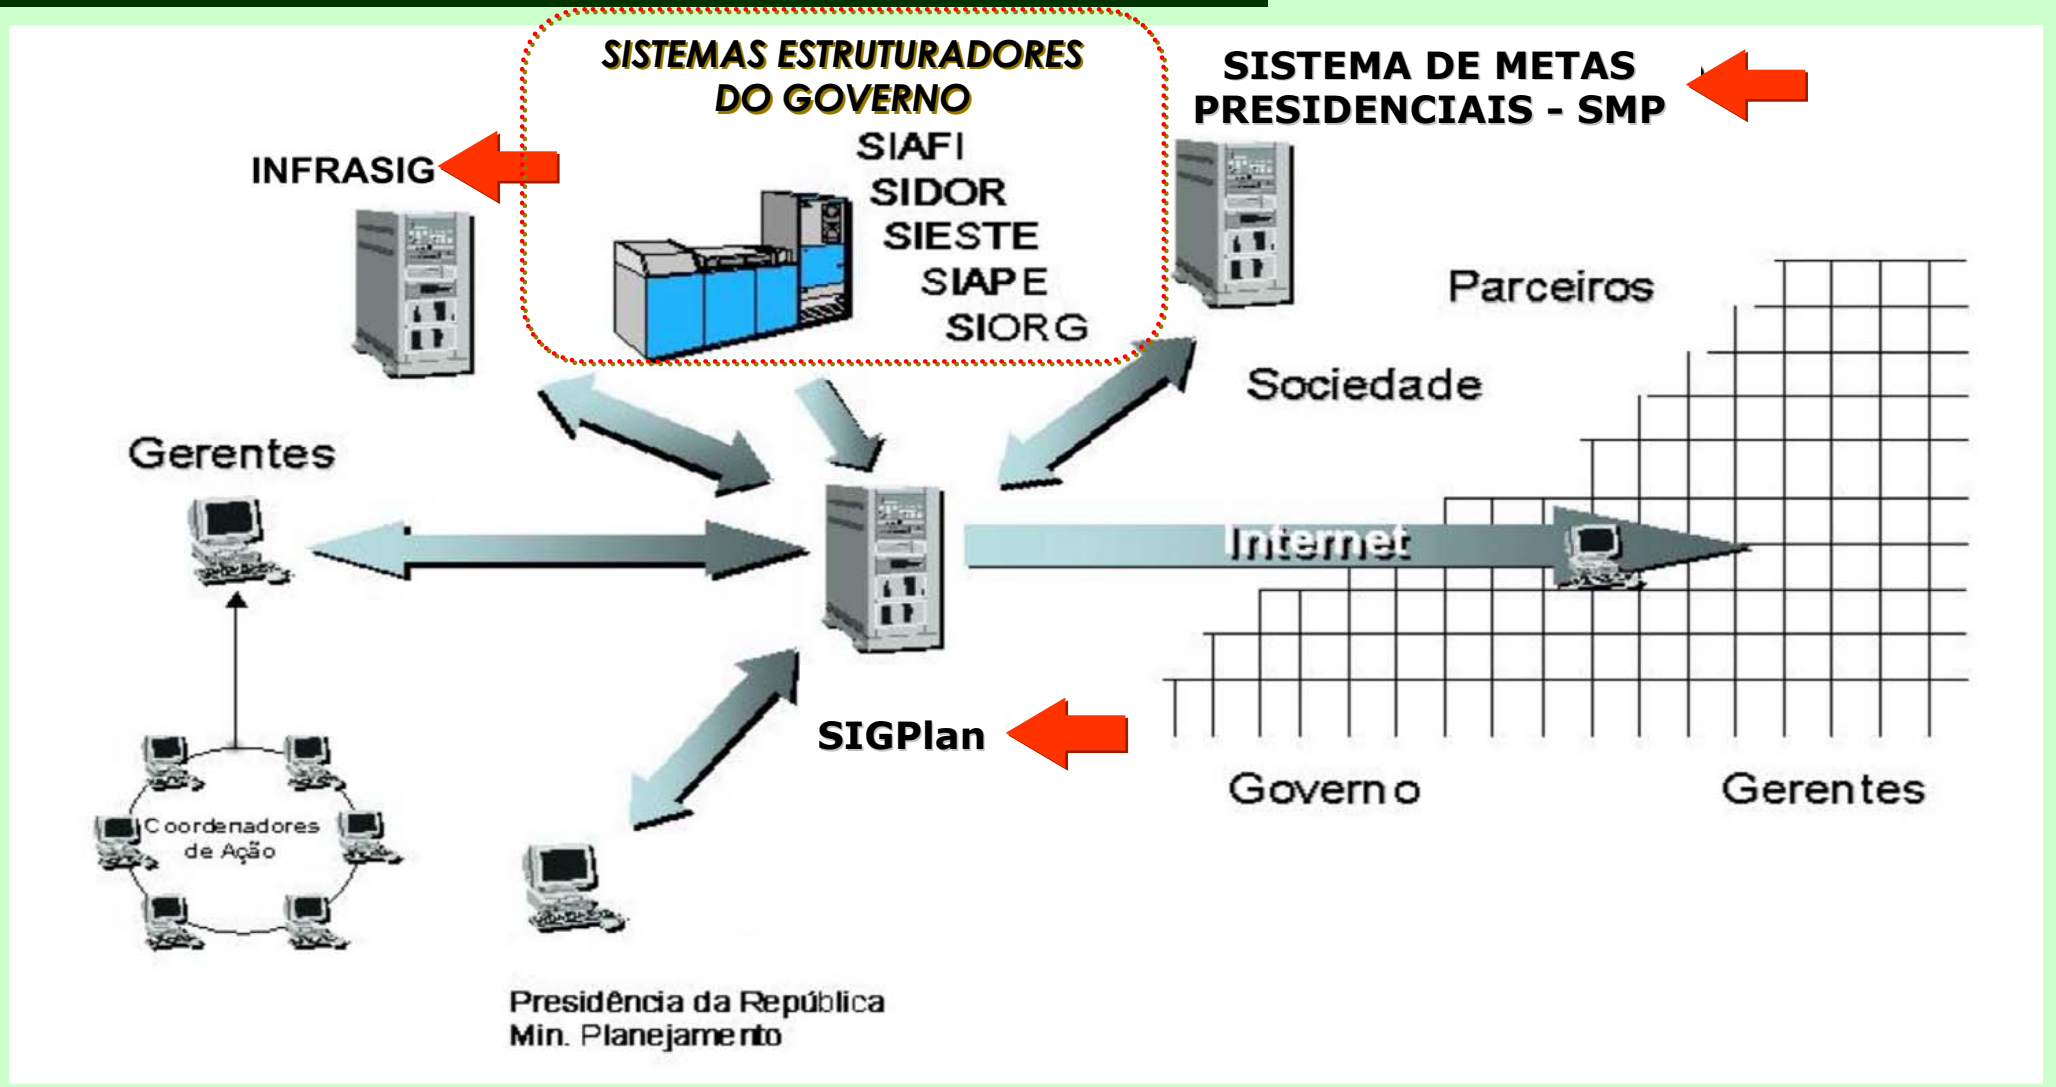 SISTEMAS ESTRUTURADORES
DO GOVERNO
SISTEMA DE METAS
PRESIDENCIAIS - SMP
INFRASIG
SIAFI
SIDOR
SIESTE
SIAPE
SIORG
Parceiros
Sociedade
Gerentes
Internet
SIGPlan
Governo
Gerentes
Coordenadores
de Ação
Presidência da República
Min. Planejamento